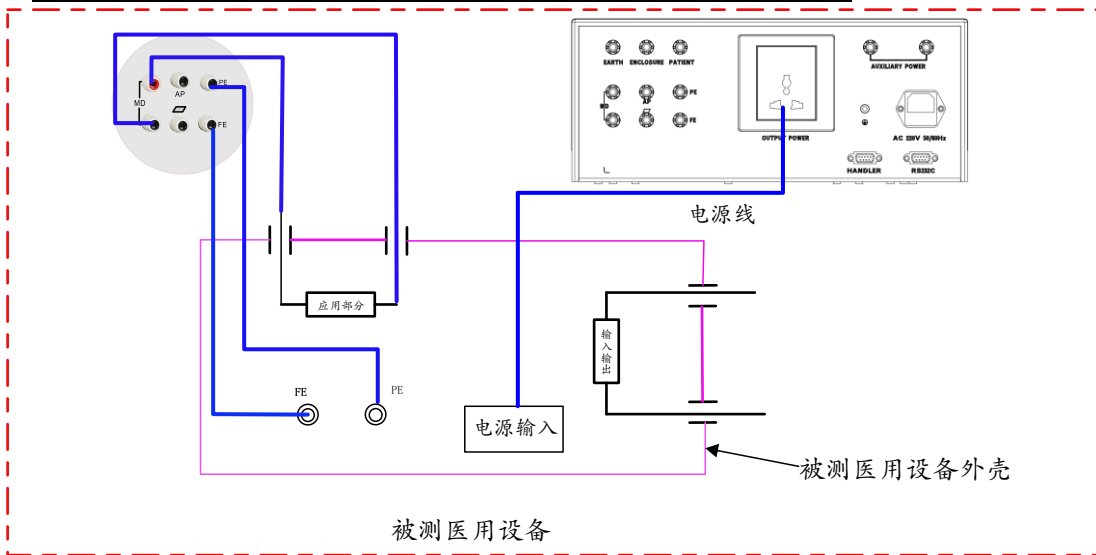 PE
AP
MD
FE
EARTH ENCLOSURE PATIENT
AUXILIARY POWER
MD
AP
PE
FE
OUTPUT POWER
AC 220V 50/60Hz
HANDLER
RS232C
电源线
应用部分
输入输出
FE
PE
电源输入
被测医用设备外壳
被测医用设备